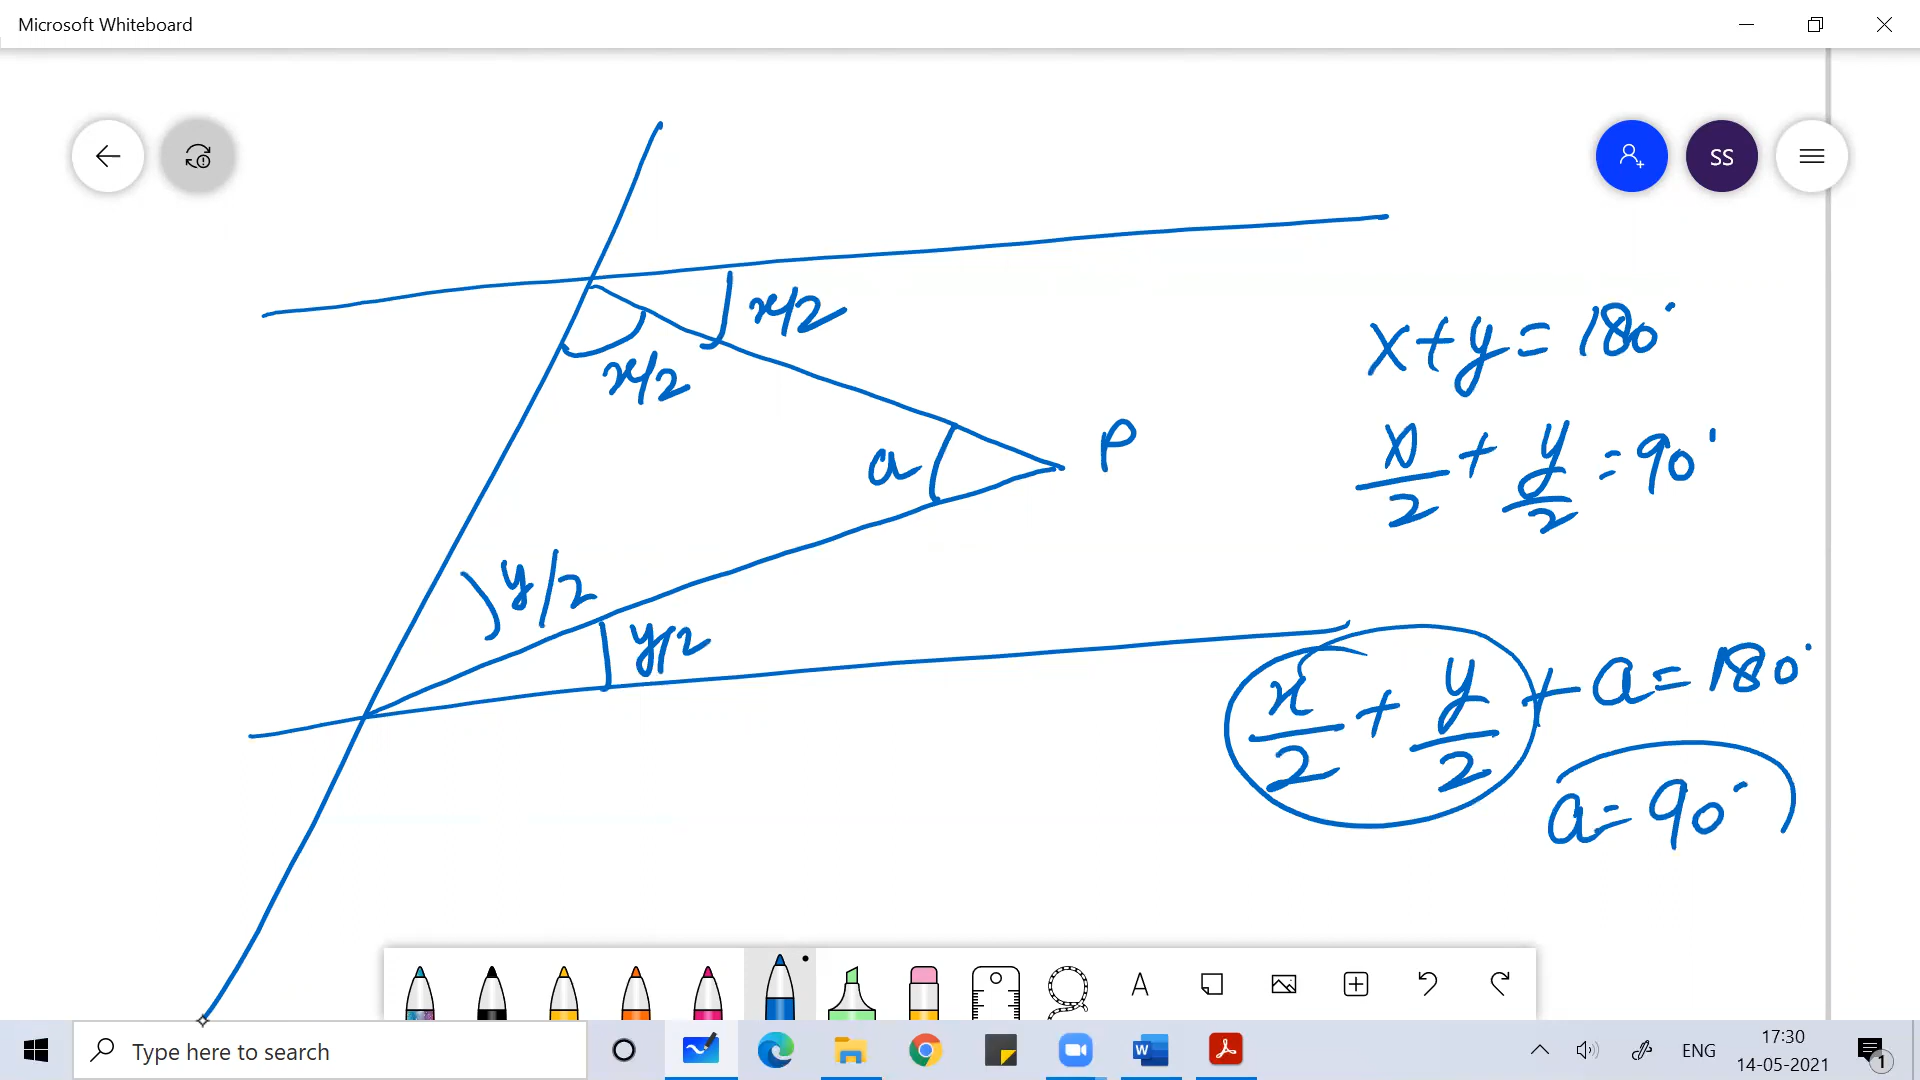 Microsoft Whiteboard
SS
x/2
x/2
x+y=180°
a
P
x/2 + y/2 = 90°
y/2
y/2
x/2 + y/2 + a = 180°
a = 90°
A
Type here to search
W
ENG
17:30
14-05-2021
1